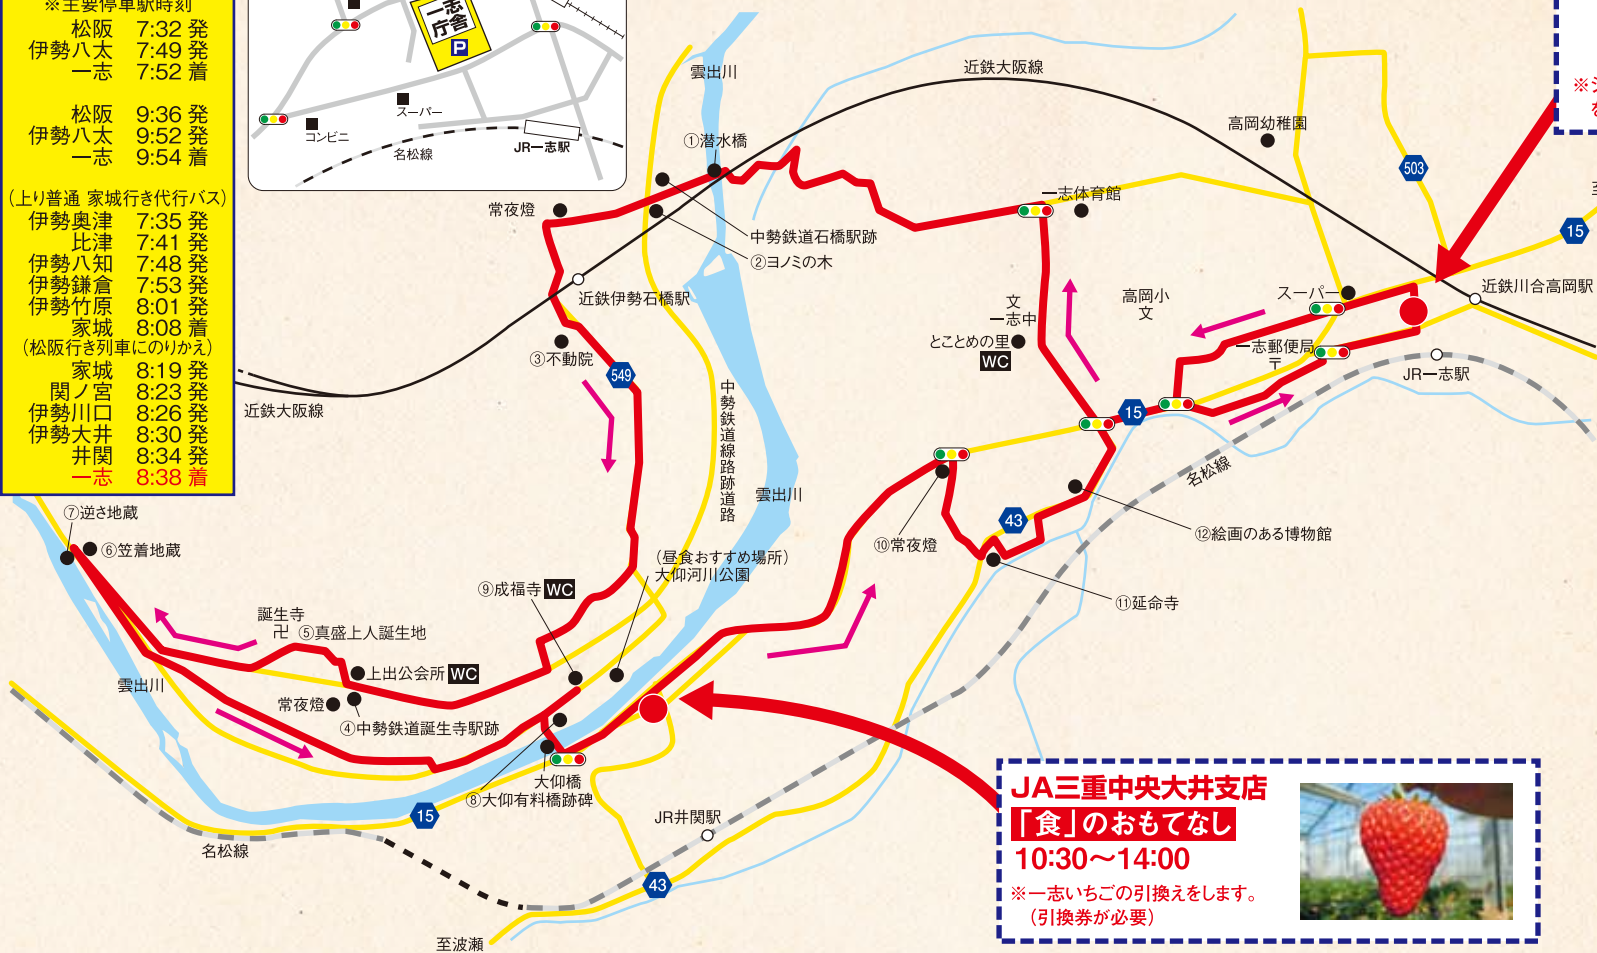 ※主要停車駅時刻
松阪 7:32 発
伊勢八太 7:49 発
一志 7:52 着
松阪 9:36 発
伊勢八太 9:52 発
一志 9:54 着
(上り普通 家城行き代行バス)
伊勢奥津 7:35 発
比津 7:41 発
伊勢八知 7:48 発
伊勢鎌倉 7:53 発
伊勢竹原 8:01 発
家城 8:08 着
(松阪行き列車にのりかえ)
家城 8:19 発
関ノ宮 8:23 発
伊勢川口 8:26 発
伊勢大井 8:30 発
井関 8:34 発
一志 8:38 着
一志
庁舎
P
スーパー
コンビニ
名松線
JR一志駅
雲出川
近鉄大阪線
①潜水橋
高岡幼稚園
503
15
常夜燈
中勢鉄道石橋駅跡
②ヨノミの木
一志体育館
近鉄伊勢石橋駅
文
一志中
高岡小
文
スーパー
近鉄川合高岡駅
とことめの里
WC
一志郵便局
〒
JR一志駅
③不動院
549
近鉄大阪線
中勢鉄道線路跡道路
15
名松線
雲出川
43
⑩常夜燈
⑫絵画のある博物館
⑦逆さ地蔵
⑥笠着地蔵
(昼食おすすめ場所)
大仰河川公園
⑨成福寺 WC
⑪延命寺
誕生寺
卍 ⑤真盛上人誕生地
上出公会所 WC
雲出川
常夜燈
④中勢鉄道誕生寺駅跡
大仰橋
⑧大仰有料橋跡碑
15
名松線
JR井関駅
43
至波瀬
JA三重中央大井支店
「食」のおもてなし
10:30〜14:00
※一志いちごの引換えをします。
(引換券が必要)